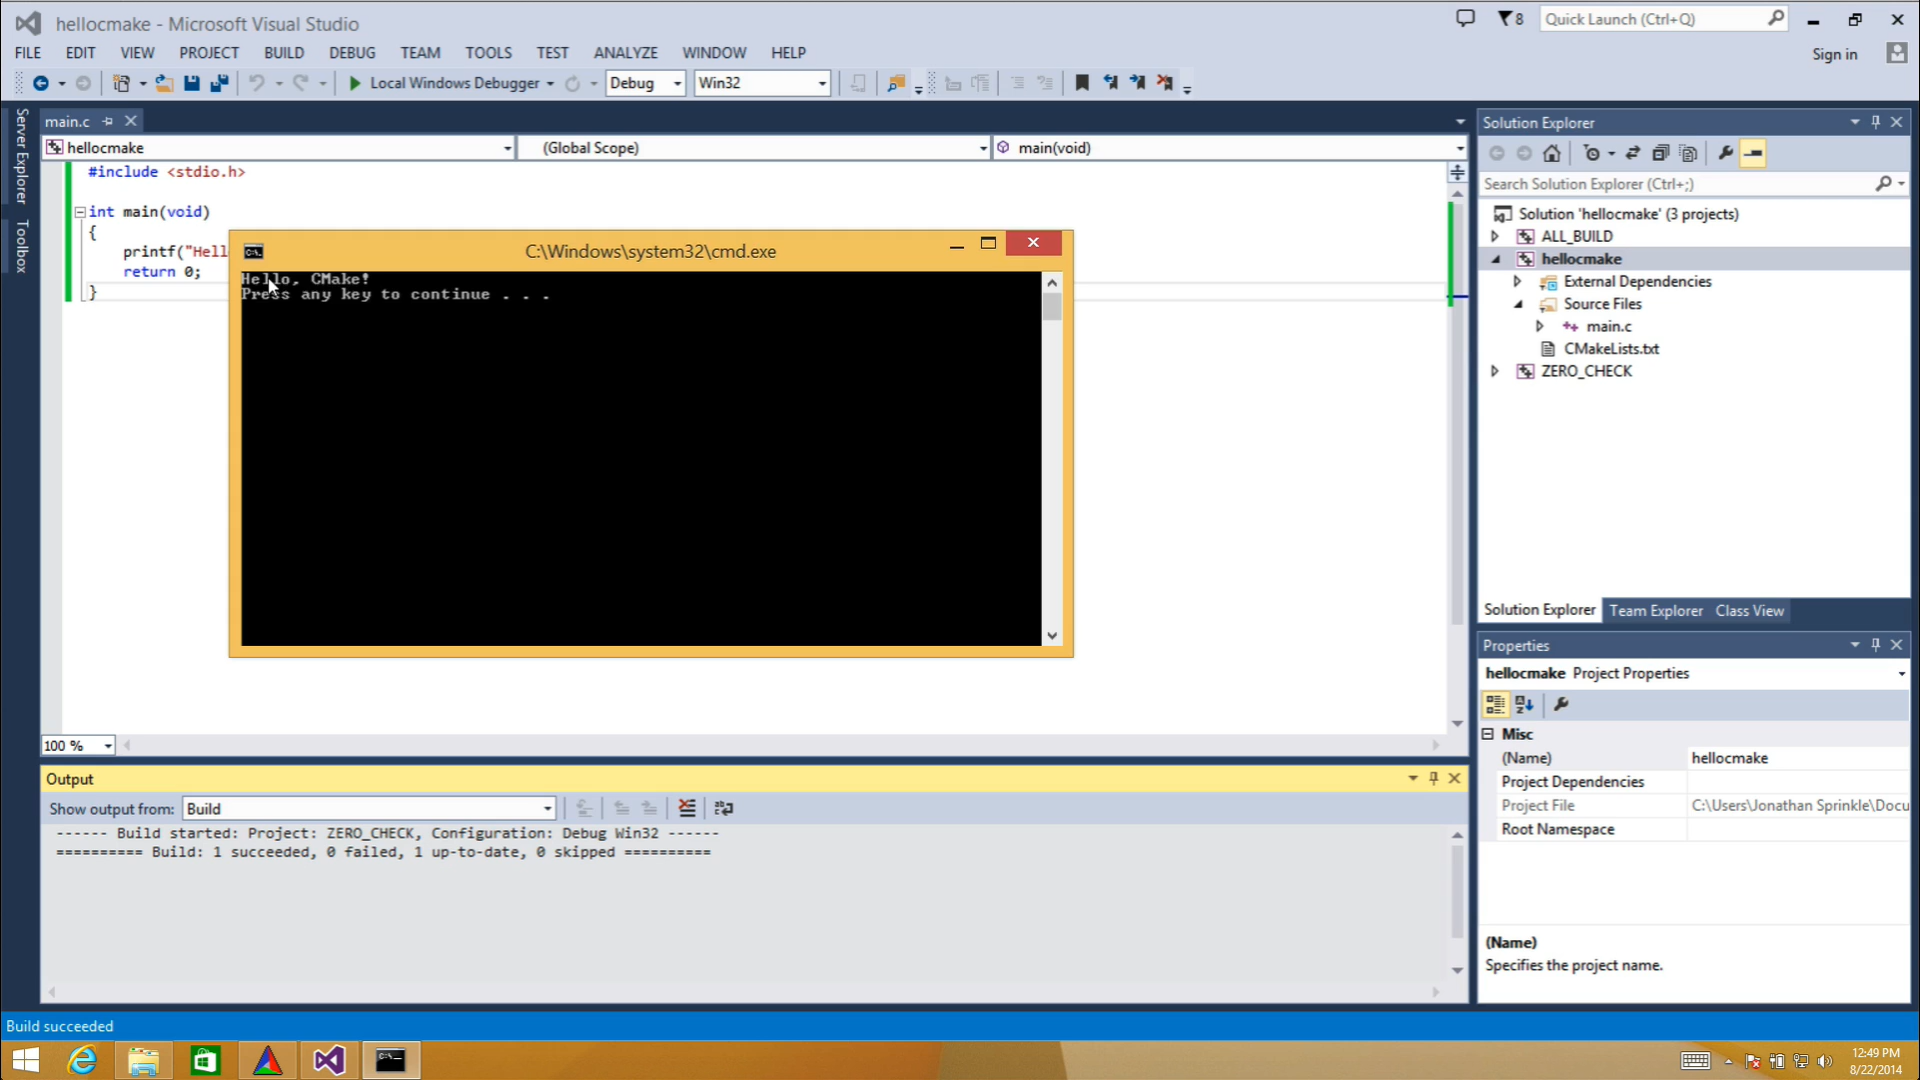 hellocmake - Microsoft Visual Studio
8
Quick Launch (Ctrl+Q)
FILE EDIT VIEW PROJECT BUILD DEBUG TEAM TOOLS TEST ANALYZE WINDOW HELP
Sign in
Local Windows Debugger
Debug
Win32
Server Explorer
Toolbox
main.c
hellocmake
(Global Scope)
main(void)
#include <stdio.h>
int main(void)
{
printf("Hell
return 0;
}
C:\Windows\system32\cmd.exe
Hello, CMake!
Press any key to continue . . .
100 %
Output
Show output from: Build
------ Build started: Project: ZERO_CHECK, Configuration: Debug Win32 ------
========== Build: 1 succeeded, 0 failed, 1 up-to-date, 0 skipped ==========
Solution Explorer
Search Solution Explorer (Ctrl+;)
Solution 'hellocmake' (3 projects)
ALL_BUILD
hellocmake
External Dependencies
Source Files
main.c
CMakeLists.txt
ZERO_CHECK
Solution Explorer Team Explorer Class View
Properties
hellocmake Project Properties
Misc
(Name) hellocmake
Project Dependencies
Project File C:\Users\Jonathan Sprinkle\Docu
Root Namespace
(Name)
Specifies the project name.
Build succeeded
12:49 PM
8/22/2014